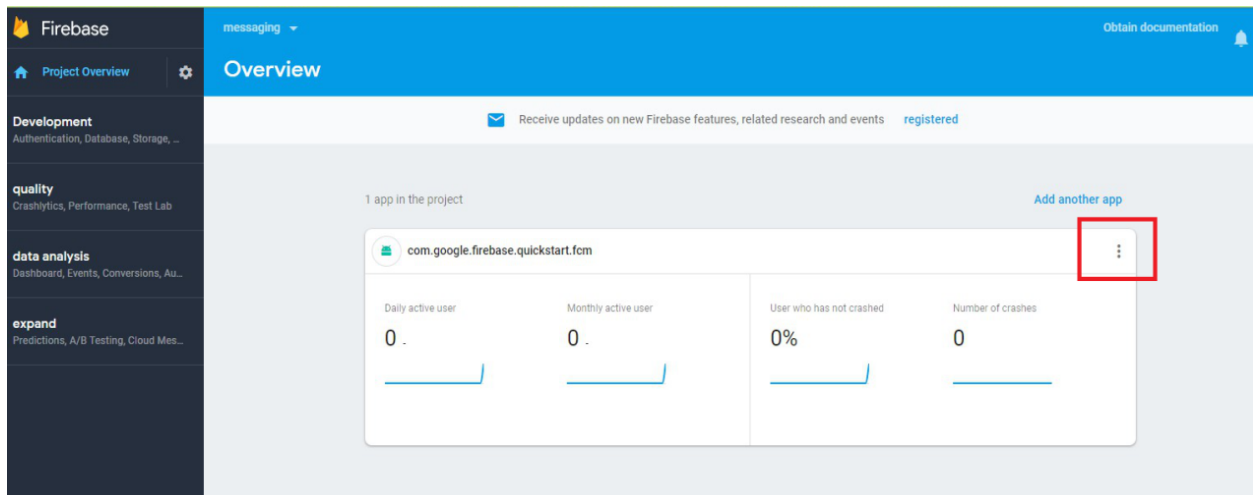 Firebase
Project Overview
Development
Authentication, Database, Storage, ...
quality
Crashlytics, Performance, Test Lab
data analysis
Dashboard, Events, Conversions, Au...
expand
Predictions, A/B Testing, Cloud Mes...
messaging
Obtain documentation
Overview
Receive updates on new Firebase features, related research and events registered
1 app in the project
Add another app
com.google.firebase.quickstart.fcm
Daily active user
Monthly active user
User who has not crashed
Number of crashes
0 -
0 -
0%
0